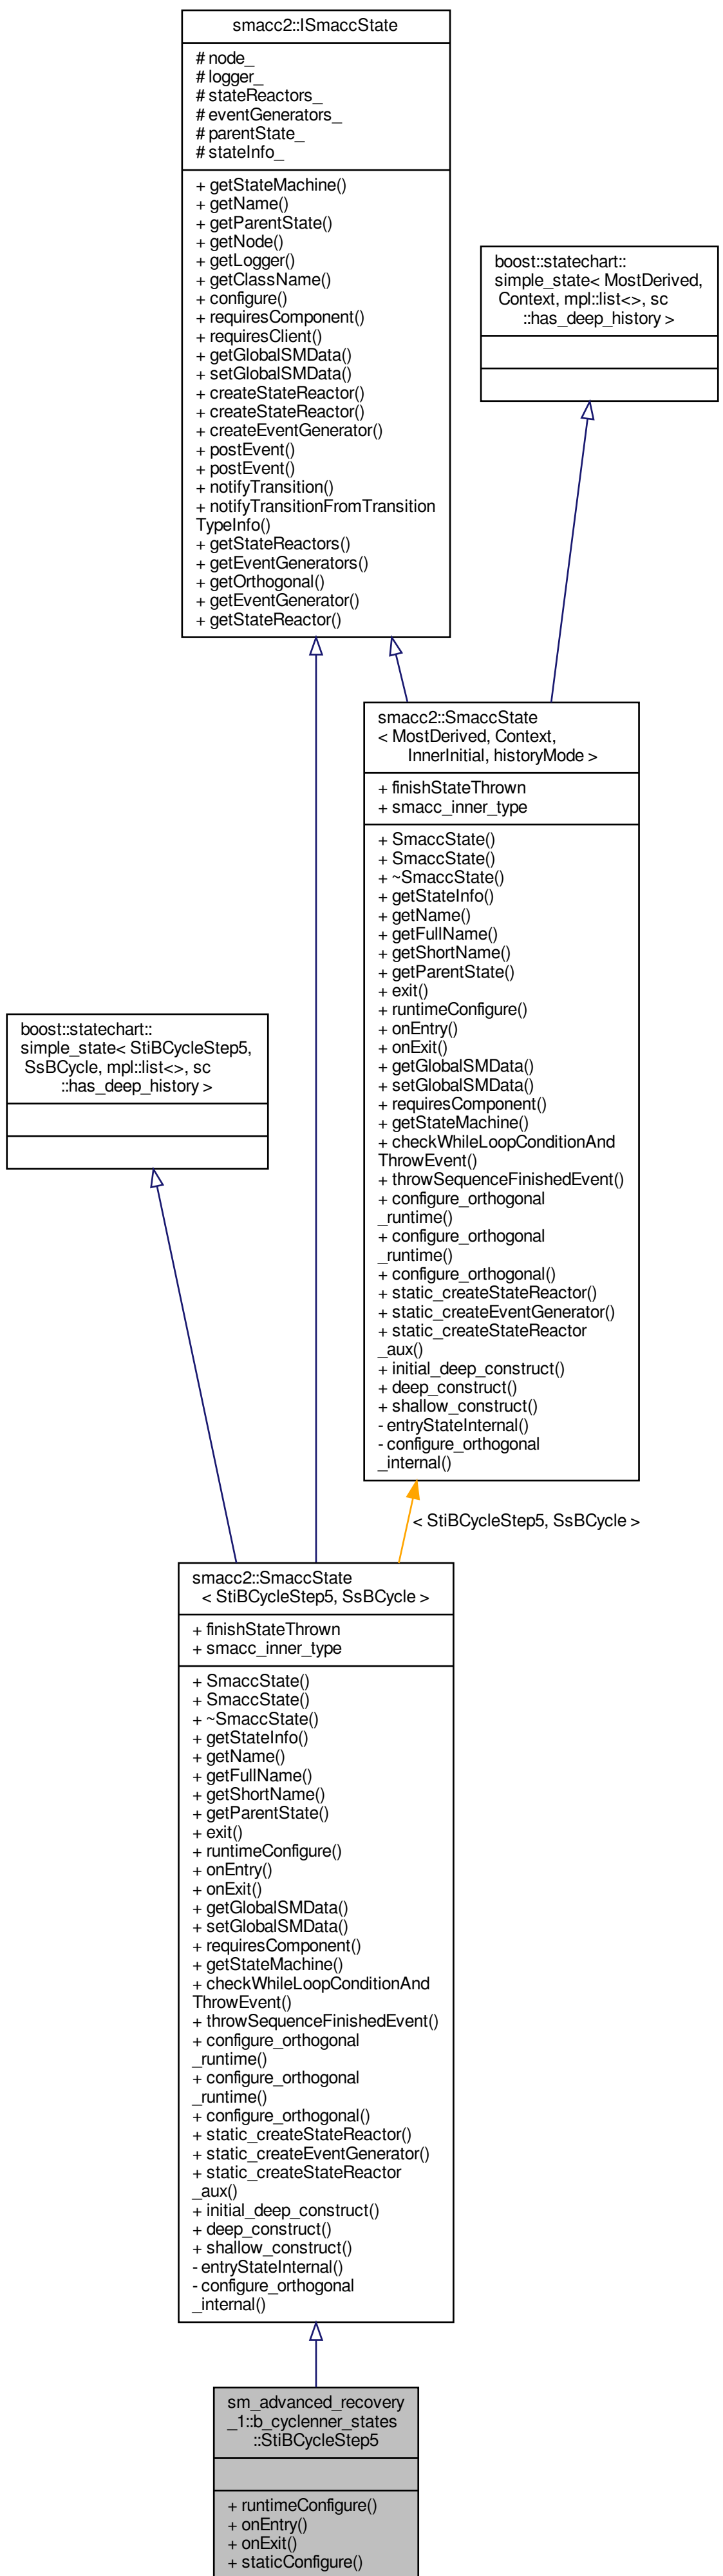 smacc2::ISmaccState
# node_
# logger_
# stateReactors_
# eventGenerators_
# parentState_
# stateInfo_
+ getStateMachine()
+ getName()
+ getParentState()
+ getNode()
+ getLogger()
+ getClassName()
+ configure()
+ requiresComponent()
+ requiresClient()
+ getGlobalSMData()
+ setGlobalSMData()
+ createStateReactor()
+ createStateReactor()
+ createEventGenerator()
+ postEvent()
+ postEvent()
+ notifyTransition()
+ notifyTransitionFromTransition
TypeInfo()
+ getStateReactors()
+ getEventGenerators()
+ getOrthogonal()
+ getEventGenerator()
+ getStateReactor()
boost::statechart::
simple_state< MostDerived,
Context, mpl::list<>, sc
::has_deep_history >
smacc2::SmaccState
< MostDerived, Context,
InnerInitial, historyMode >
+ finishStateThrown
+ smacc_inner_type
+ SmaccState()
+ SmaccState()
+ ~SmaccState()
+ getStateInfo()
+ getName()
+ getFullName()
+ getShortName()
+ getParentState()
+ exit()
+ runtimeConfigure()
+ onEntry()
+ onExit()
+ getGlobalSMData()
+ setGlobalSMData()
+ requiresComponent()
+ getStateMachine()
+ checkWhileLoopConditionAnd
ThrowEvent()
+ throwSequenceFinishedEvent()
+ configure_orthogonal
_runtime()
+ configure_orthogonal
_runtime()
+ configure_orthogonal()
+ static_createStateReactor()
+ static_createEventGenerator()
+ static_createStateReactor
_aux()
+ initial_deep_construct()
+ deep_construct()
+ shallow_construct()
- entryStateInternal()
- configure_orthogonal
_internal()
boost::statechart::
simple_state< StiBCycleStep5,
SsBCycle, mpl::list<>, sc
::has_deep_history >
< StiBCycleStep5, SsBCycle >
smacc2::SmaccState
< StiBCycleStep5, SsBCycle >
+ finishStateThrown
+ smacc_inner_type
+ SmaccState()
+ SmaccState()
+ ~SmaccState()
+ getStateInfo()
+ getName()
+ getFullName()
+ getShortName()
+ getParentState()
+ exit()
+ runtimeConfigure()
+ onEntry()
+ onExit()
+ getGlobalSMData()
+ setGlobalSMData()
+ requiresComponent()
+ getStateMachine()
+ checkWhileLoopConditionAnd
ThrowEvent()
+ throwSequenceFinishedEvent()
+ configure_orthogonal
_runtime()
+ configure_orthogonal
_runtime()
+ configure_orthogonal()
+ static_createStateReactor()
+ static_createEventGenerator()
+ static_createStateReactor
_aux()
+ initial_deep_construct()
+ deep_construct()
+ shallow_construct()
- entryStateInternal()
- configure_orthogonal
_internal()
sm_advanced_recovery
_1::b_cyclenner_states
::StiBCycleStep5
+ runtimeConfigure()
+ onEntry()
+ onExit()
+ staticConfigure()